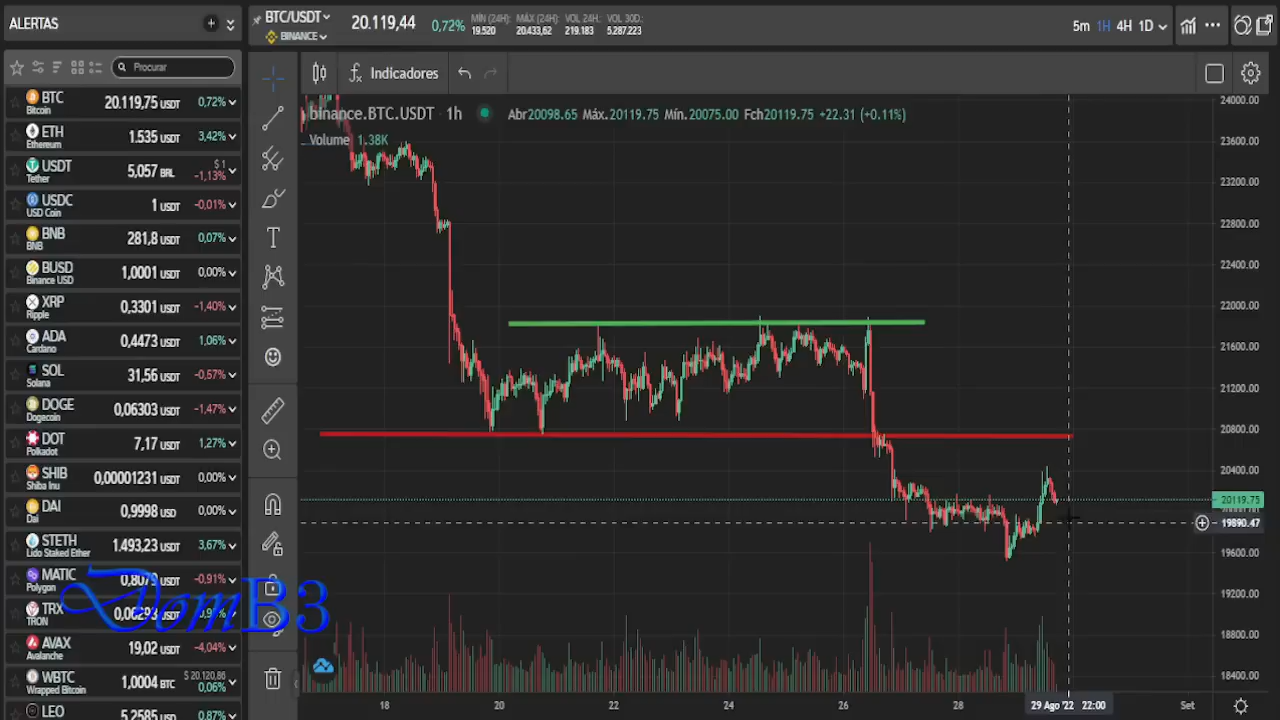 ALERTAS
BTC/USDT
BINANCE
20.119,44
0,72%
MÍN (24H):
19.520
MÁX (24H):
20.433,62
VOL 24H:
219.183
VOL 30D:
5.287.223
5m 1H 4H 1D
Procurar
Indicadores
BTC
Bitcoin
20.119,75 USDT
0,72%
ETH
Ethereum
1.535 USDT
3,42%
USDT
Tether
5,057 BRL
$ 1
-1,13%
USDC
USD Coin
1 USDT
-0,01%
BNB
BNB
281,8 USDT
0,07%
BUSD
Binance USD
1,0001 USDT
0,00%
XRP
Ripple
0,3301 USDT
-1,40%
ADA
Cardano
0,4473 USDT
1,06%
SOL
Solana
31,56 USDT
-0,57%
DOGE
Dogecoin
0,06303 USDT
-1,47%
DOT
Polkadot
7,17 USDT
1,27%
SHIB
Shiba Inu
0,00001231 USDT
0,00%
DAI
Dai
0,9998 USDT
0,00%
STETH
Lido Staked Ether
1.493,23 USDT
3,67%
MATIC
Polygon
-0,91%
TRX
TRON
AVAX
Avalanche
19,02 USDT
-4,04%
WBTC
Wrapped Bitcoin
1,0004 BTC
$ 20.120,86
0,06%
LEO
5,2585 USDT
0,87%
DomB3
binance.BTC.USDT 1h
Abr20098.65 Máx.20119.75 Mín.20075.00 Fch20119.75 +22.31 (+0.11%)
Volume 1.38K
24000.00
23600.00
23200.00
22800.00
22400.00
22000.00
21600.00
21200.00
20800.00
20400.00
20119.75
19890.47
19600.00
19200.00
18800.00
18400.00
18
20
22
24
26
28
29 Ago '22 22:00
Set